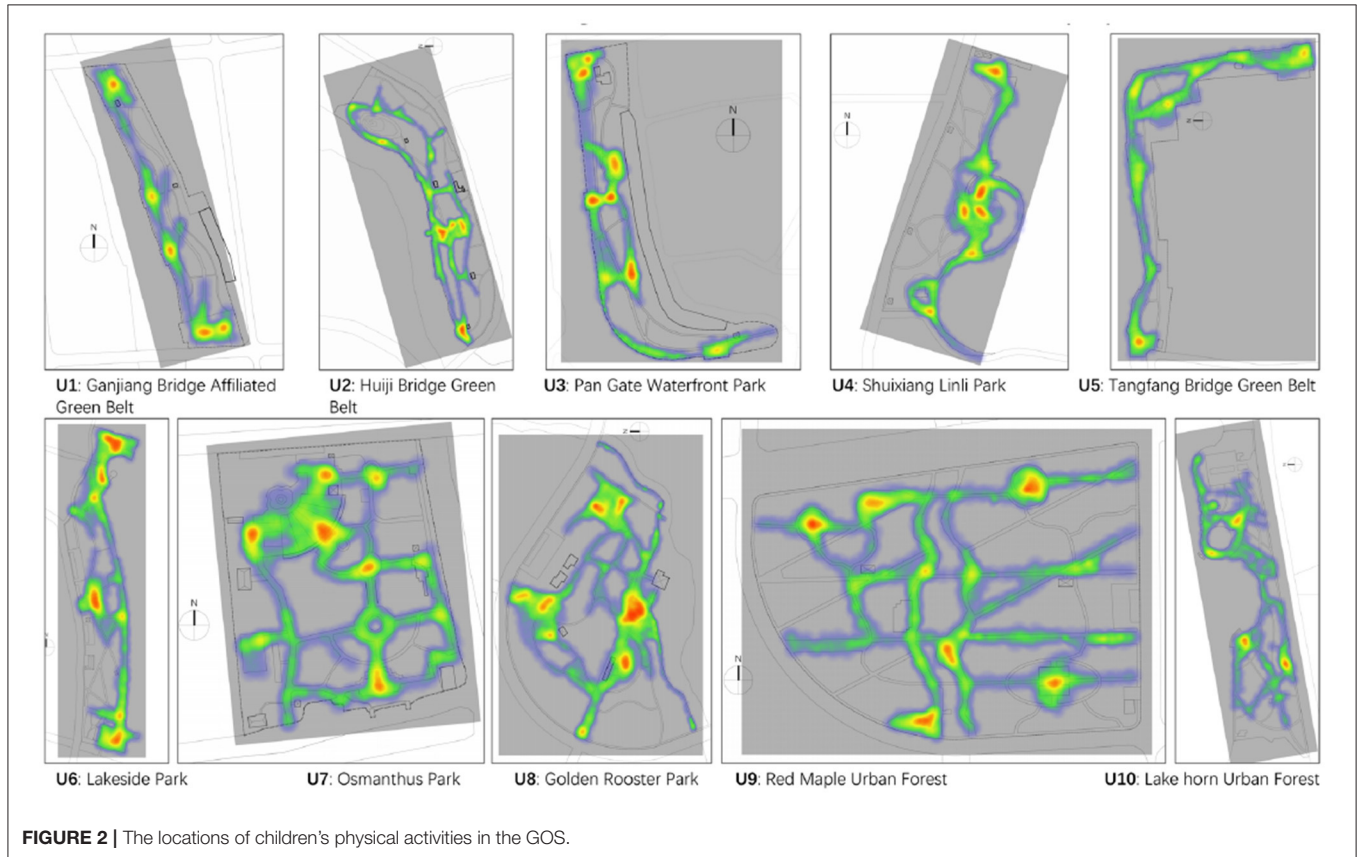 N
N
N
N
N
U1: Ganjiang Bridge Affiliated
Green Belt
U2: Huiji Bridge Green
Belt
U3: Pan Gate Waterfront Park
U4: Shuixiang Linli Park
U5: Tangfang Bridge Green Belt
N
N
N
N
N
U6: Lakeside Park
U7: Osmanthus Park
U8: Golden Rooster Park
U9: Red Maple Urban Forest
U10: Lake horn Urban Forest
FIGURE 2 | The locations of children's physical activities in the GOS.